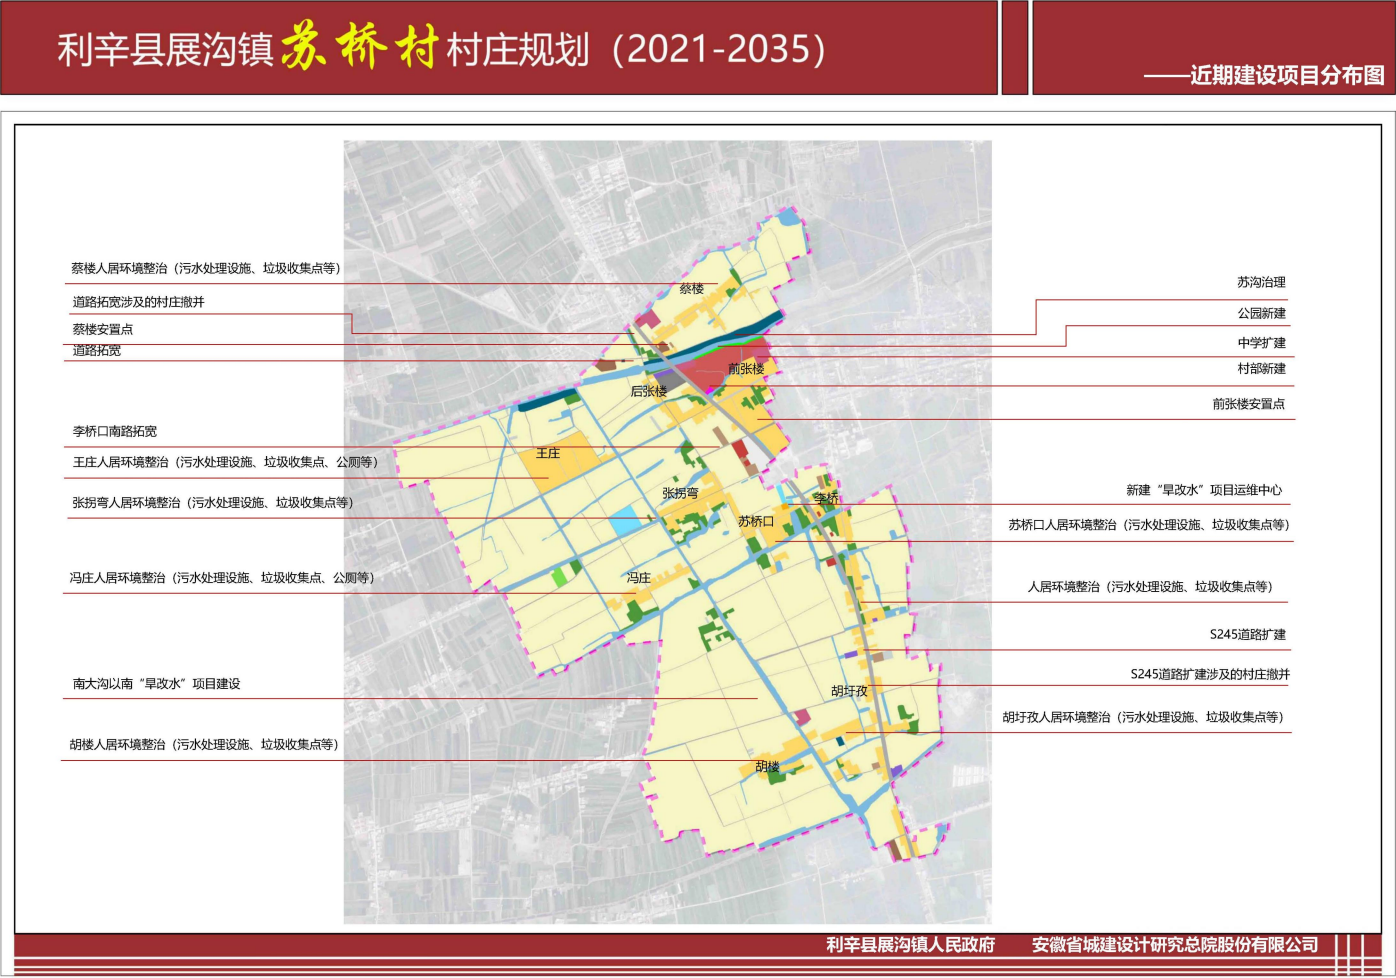 利辛县展沟镇苏桥村村庄规划（2021-2035）
——近期建设项目分布图
蔡楼人居环境整治（污水处理设施、垃圾收集点等）
道路拓宽涉及的村庄撤并
蔡楼安置点
道路拓宽
李桥口南路拓宽
王庄人居环境整治（污水处理设施、垃圾收集点、公厕等）
张拐弯人居环境整治（污水处理设施、垃圾收集点等）
冯庄人居环境整治（污水处理设施、垃圾收集点、公厕等）
南大沟以南“旱改水”项目建设
胡楼人居环境整治（污水处理设施、垃圾收集点等）
蔡楼
前张楼
后张楼
王庄
张拐弯
李桥
苏桥口
冯庄
胡圩孜
胡楼
苏沟治理
公园新建
中学扩建
村部新建
前张楼安置点
新建“旱改水”项目运维中心
苏桥口人居环境整治（污水处理设施、垃圾收集点等）
人居环境整治（污水处理设施、垃圾收集点等）
S245道路扩建
S245道路扩建涉及的村庄撤并
胡圩孜人居环境整治（污水处理设施、垃圾收集点等）
利辛县展沟镇人民政府 安徽省城建设计研究总院股份有限公司